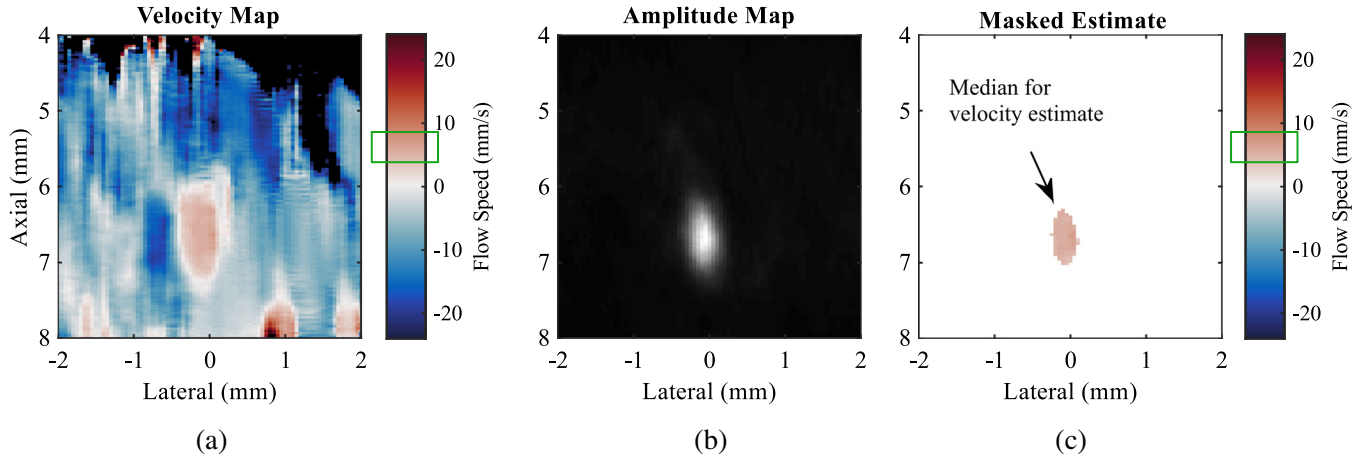 Velocity Map
4
5
6
7
8
Axial (mm)
-2
-1
0
1
2
Lateral (mm)
20
10
0
-10
-20
Flow Speed (mm/s)
(a)
Amplitude Map
4
5
6
7
8
-2
-1
0
1
2
Lateral (mm)
(b)
Masked Estimate
4
5
6
7
8
Median for
velocity estimate
-2
-1
0
1
2
Lateral (mm)
20
10
0
-10
-20
Flow Speed (mm/s)
(c)